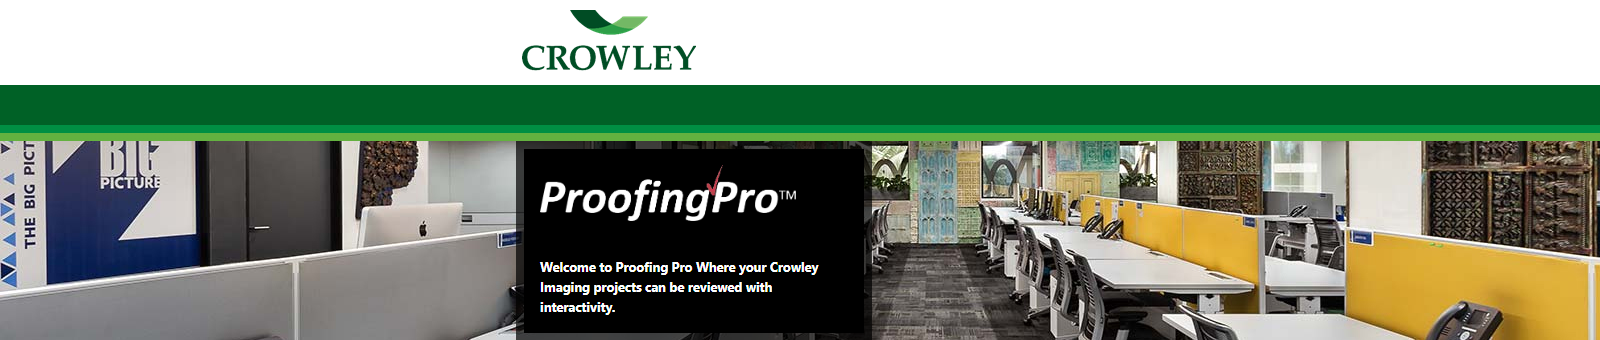 CROWLEY
THE BIG PICT
BIG
PICTURE
ProofingPro™
Welcome to Proofing Pro Where your Crowley
Imaging projects can be reviewed with
interactivity.